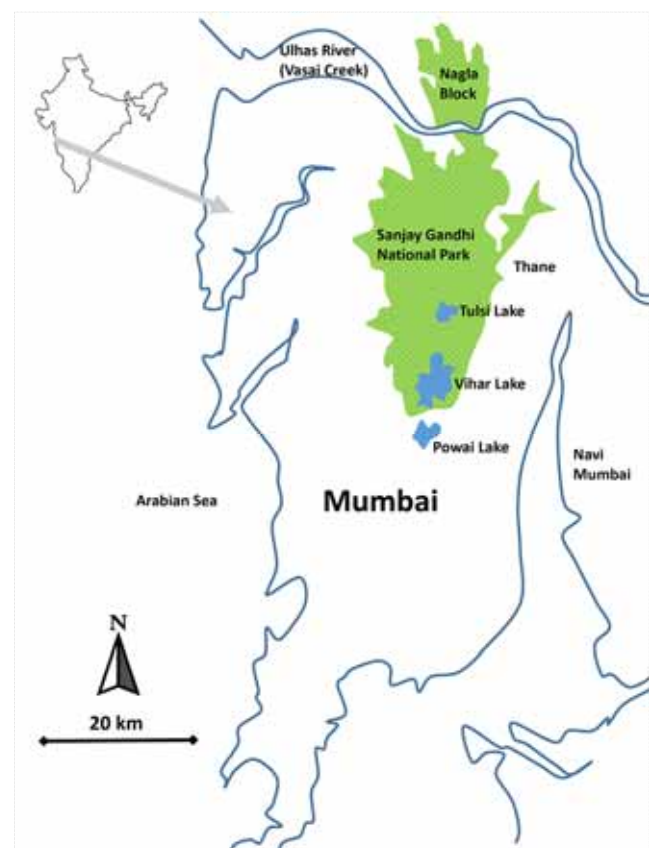 Ulhas River
(Vasai Creek)
Nagla
Block
Sanjay Gandhi
National Park
Thane
Tulsi Lake
Vihar Lake
Powai Lake
Navi
Mumbai
Arabian Sea
Mumbai
N
20 km